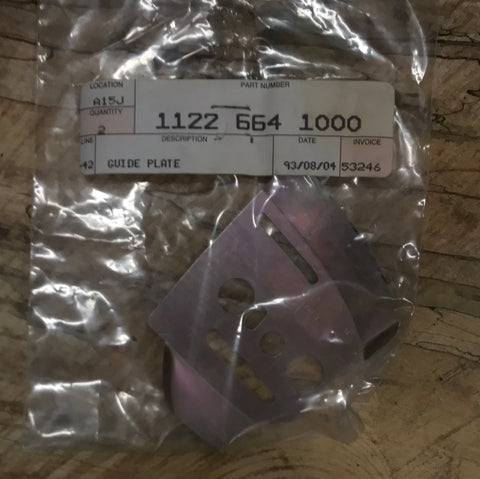 LOCATION PART NUMBER
A15J
QUANTITY
2 1122 664 1000
LINE DESCRIPTION DATE INVOICE
42 GUIDE PLATE 93/08/04 53246